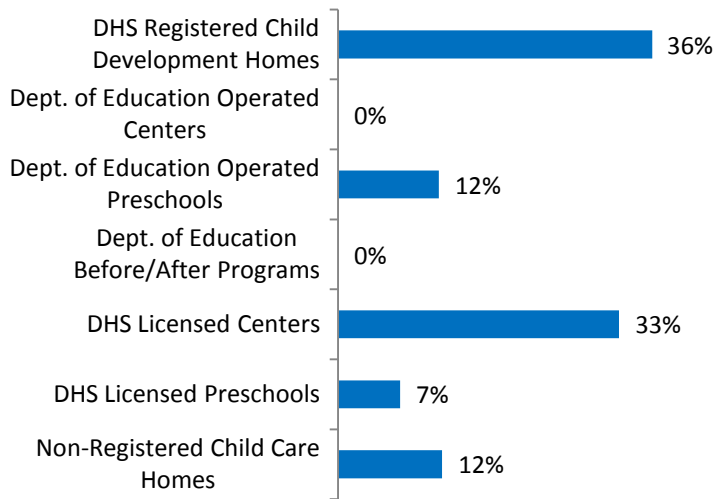 DHS Registered Child
Development Homes
36%
Dept. of Education Operated
Centers
0%
Dept. of Education Operated
Preschools
12%
Dept. of Education
Before/After Programs
0%
DHS Licensed Centers
33%
DHS Licensed Preschools
7%
Non-Registered Child Care
Homes
12%